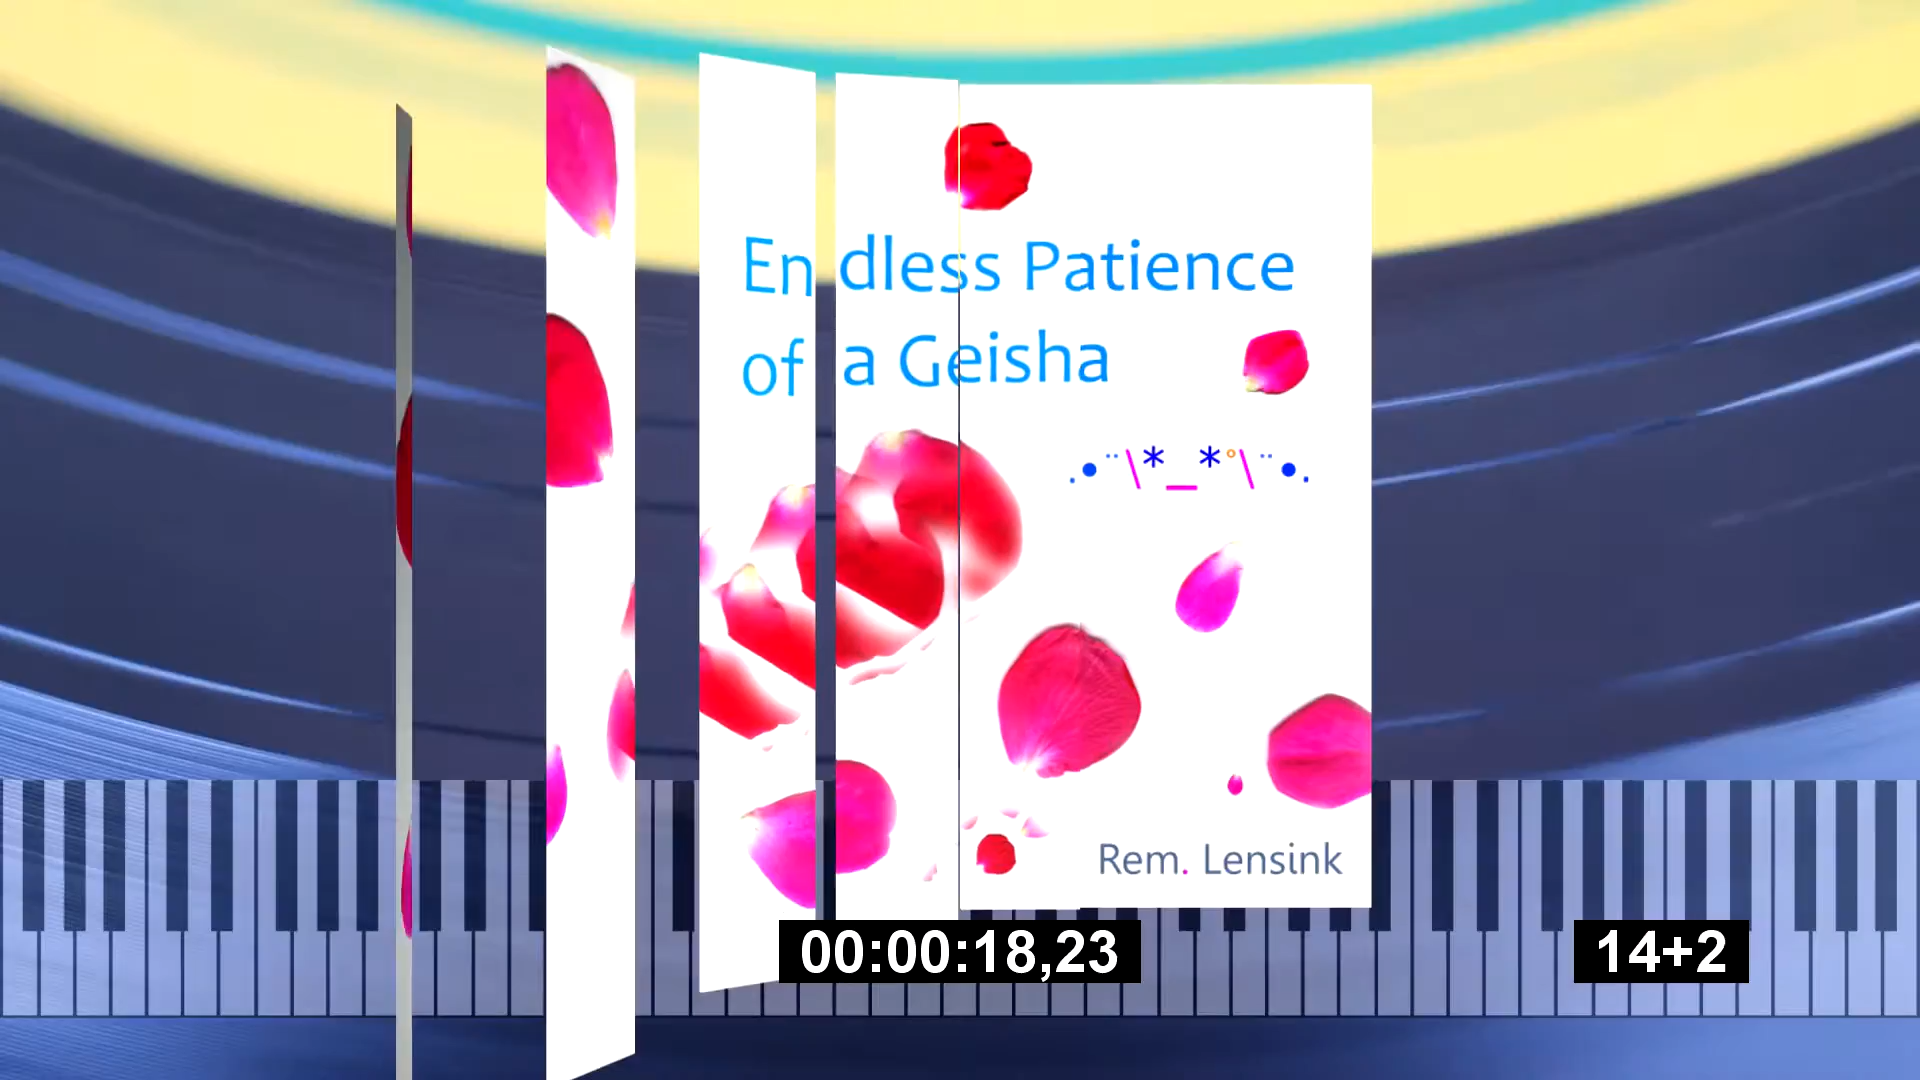 Endless Patience
of a Geisha
.•¨\*_*°\¨•.
Rem. Lensink
00:00:18,23
14+2